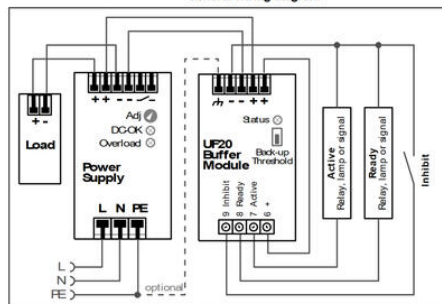 + + - - 
+ + - -
+ -
Load
Adj
DC-OK
Overload
Power
Supply
L N PE
Status
UF20
Buffer
Module
Back-up
Threshold
9 Inhibit
8 Ready
7 Active
6 +
Active
Relay, lamp or signal
Ready
Relay, lamp or signal
Inhibit
L
N
PE
optional